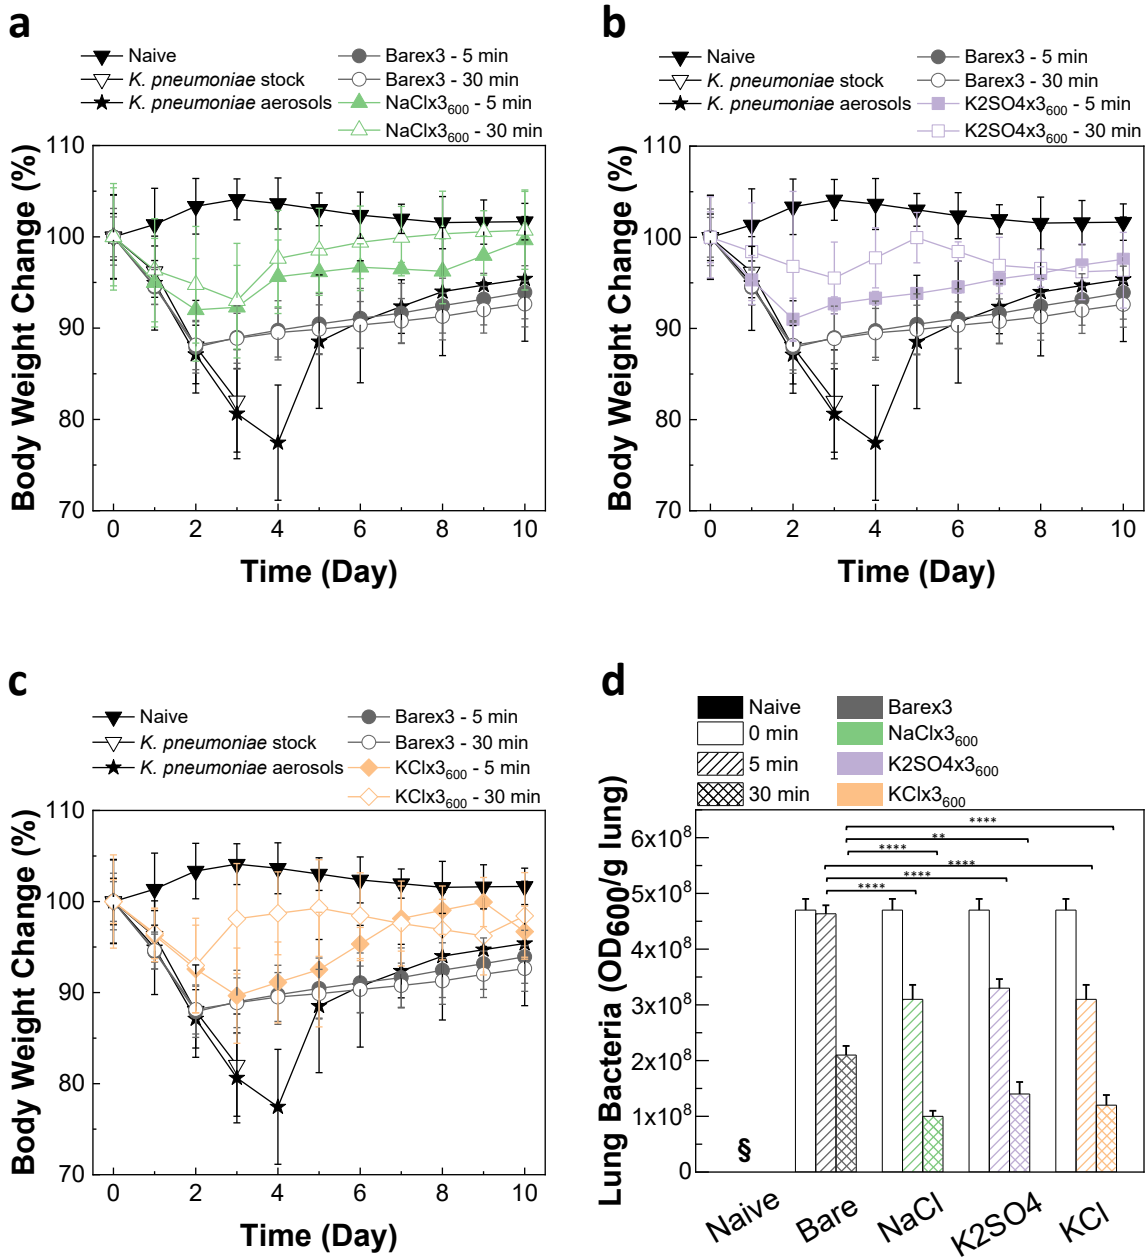 a
Naive
K. pneumoniae stock
K. pneumoniae aerosols
Barex3 - 5 min
Barex3 - 30 min
NaClx3600 - 5 min
NaClx3600 - 30 min
110
100
90
80
70
Body Weight Change (%)
0 2 4 6 8 10
Time (Day)
b
Naive
K. pneumoniae stock
K. pneumoniae aerosols
Barex3 - 5 min
Barex3 - 30 min
K2SO4x3600 - 5 min
K2SO4x3600 - 30 min
110
100
90
80
70
Body Weight Change (%)
0 2 4 6 8 10
Time (Day)
c
Naive
K. pneumoniae stock
K. pneumoniae aerosols
Barex3 - 5 min
Barex3 - 30 min
KClx3600 - 5 min
KClx3600 - 30 min
110
100
90
80
70
Body Weight Change (%)
0 2 4 6 8 10
Time (Day)
d
Naive
0 min
5 min
30 min
Barex3
NaClx3600
K2SO4x3600
KClx3600
6x10⁸
5x10⁸
4x10⁸
3x10⁸
2x10⁸
1x10⁸
0
Lung Bacteria (OD600/g lung)
****
**
****
****
****
****
§
Naive Bare NaCl K2SO4 KCl